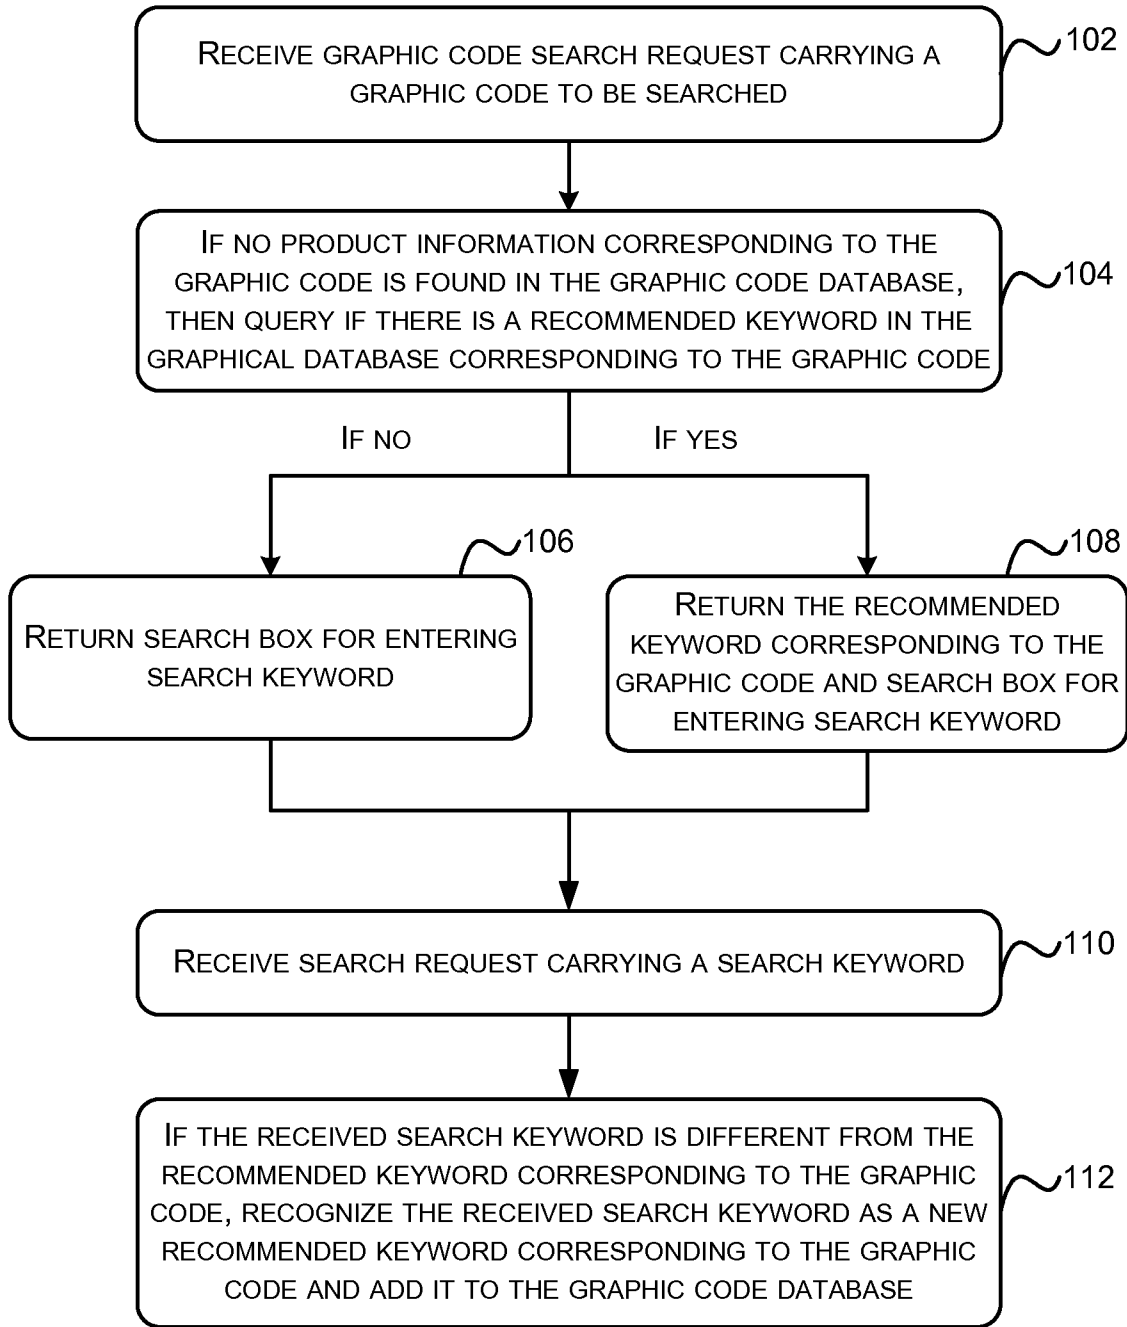 RECEIVE GRAPHIC CODE SEARCH REQUEST CARRYING A
GRAPHIC CODE TO BE SEARCHED
102
IF NO PRODUCT INFORMATION CORRESPONDING TO THE
GRAPHIC CODE IS FOUND IN THE GRAPHIC CODE DATABASE,
THEN QUERY IF THERE IS A RECOMMENDED KEYWORD IN THE
GRAPHICAL DATABASE CORRESPONDING TO THE GRAPHIC CODE
104
IF NO
IF YES
106
RETURN SEARCH BOX FOR ENTERING
SEARCH KEYWORD
108
RETURN THE RECOMMENDED
KEYWORD CORRESPONDING TO THE
GRAPHIC CODE AND SEARCH BOX FOR
ENTERING SEARCH KEYWORD
RECEIVE SEARCH REQUEST CARRYING A SEARCH KEYWORD
110
IF THE RECEIVED SEARCH KEYWORD IS DIFFERENT FROM THE
RECOMMENDED KEYWORD CORRESPONDING TO THE GRAPHIC
CODE, RECOGNIZE THE RECEIVED SEARCH KEYWORD AS A NEW
RECOMMENDED KEYWORD CORRESPONDING TO THE GRAPHIC
CODE AND ADD IT TO THE GRAPHIC CODE DATABASE
112